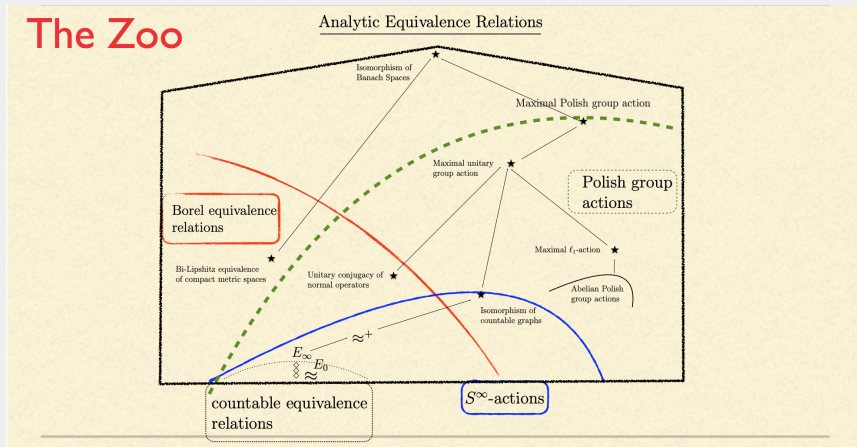 The Zoo
Analytic Equivalence Relations
Isomorphism of
Banach Spaces
Maximal Polish group action
Maximal unitary
group action
Polish group
actions
Borel equivalence
relations
Maximal ℓ₁-action
Bi-Lipshitz equivalence
of compact metric spaces
Unitary conjugacy of
normal operators
Abelian Polish
group actions
Isomorphism of
countable graphs
≈⁺
E∞
E₀
≈
countable equivalence
relations
S∞-actions